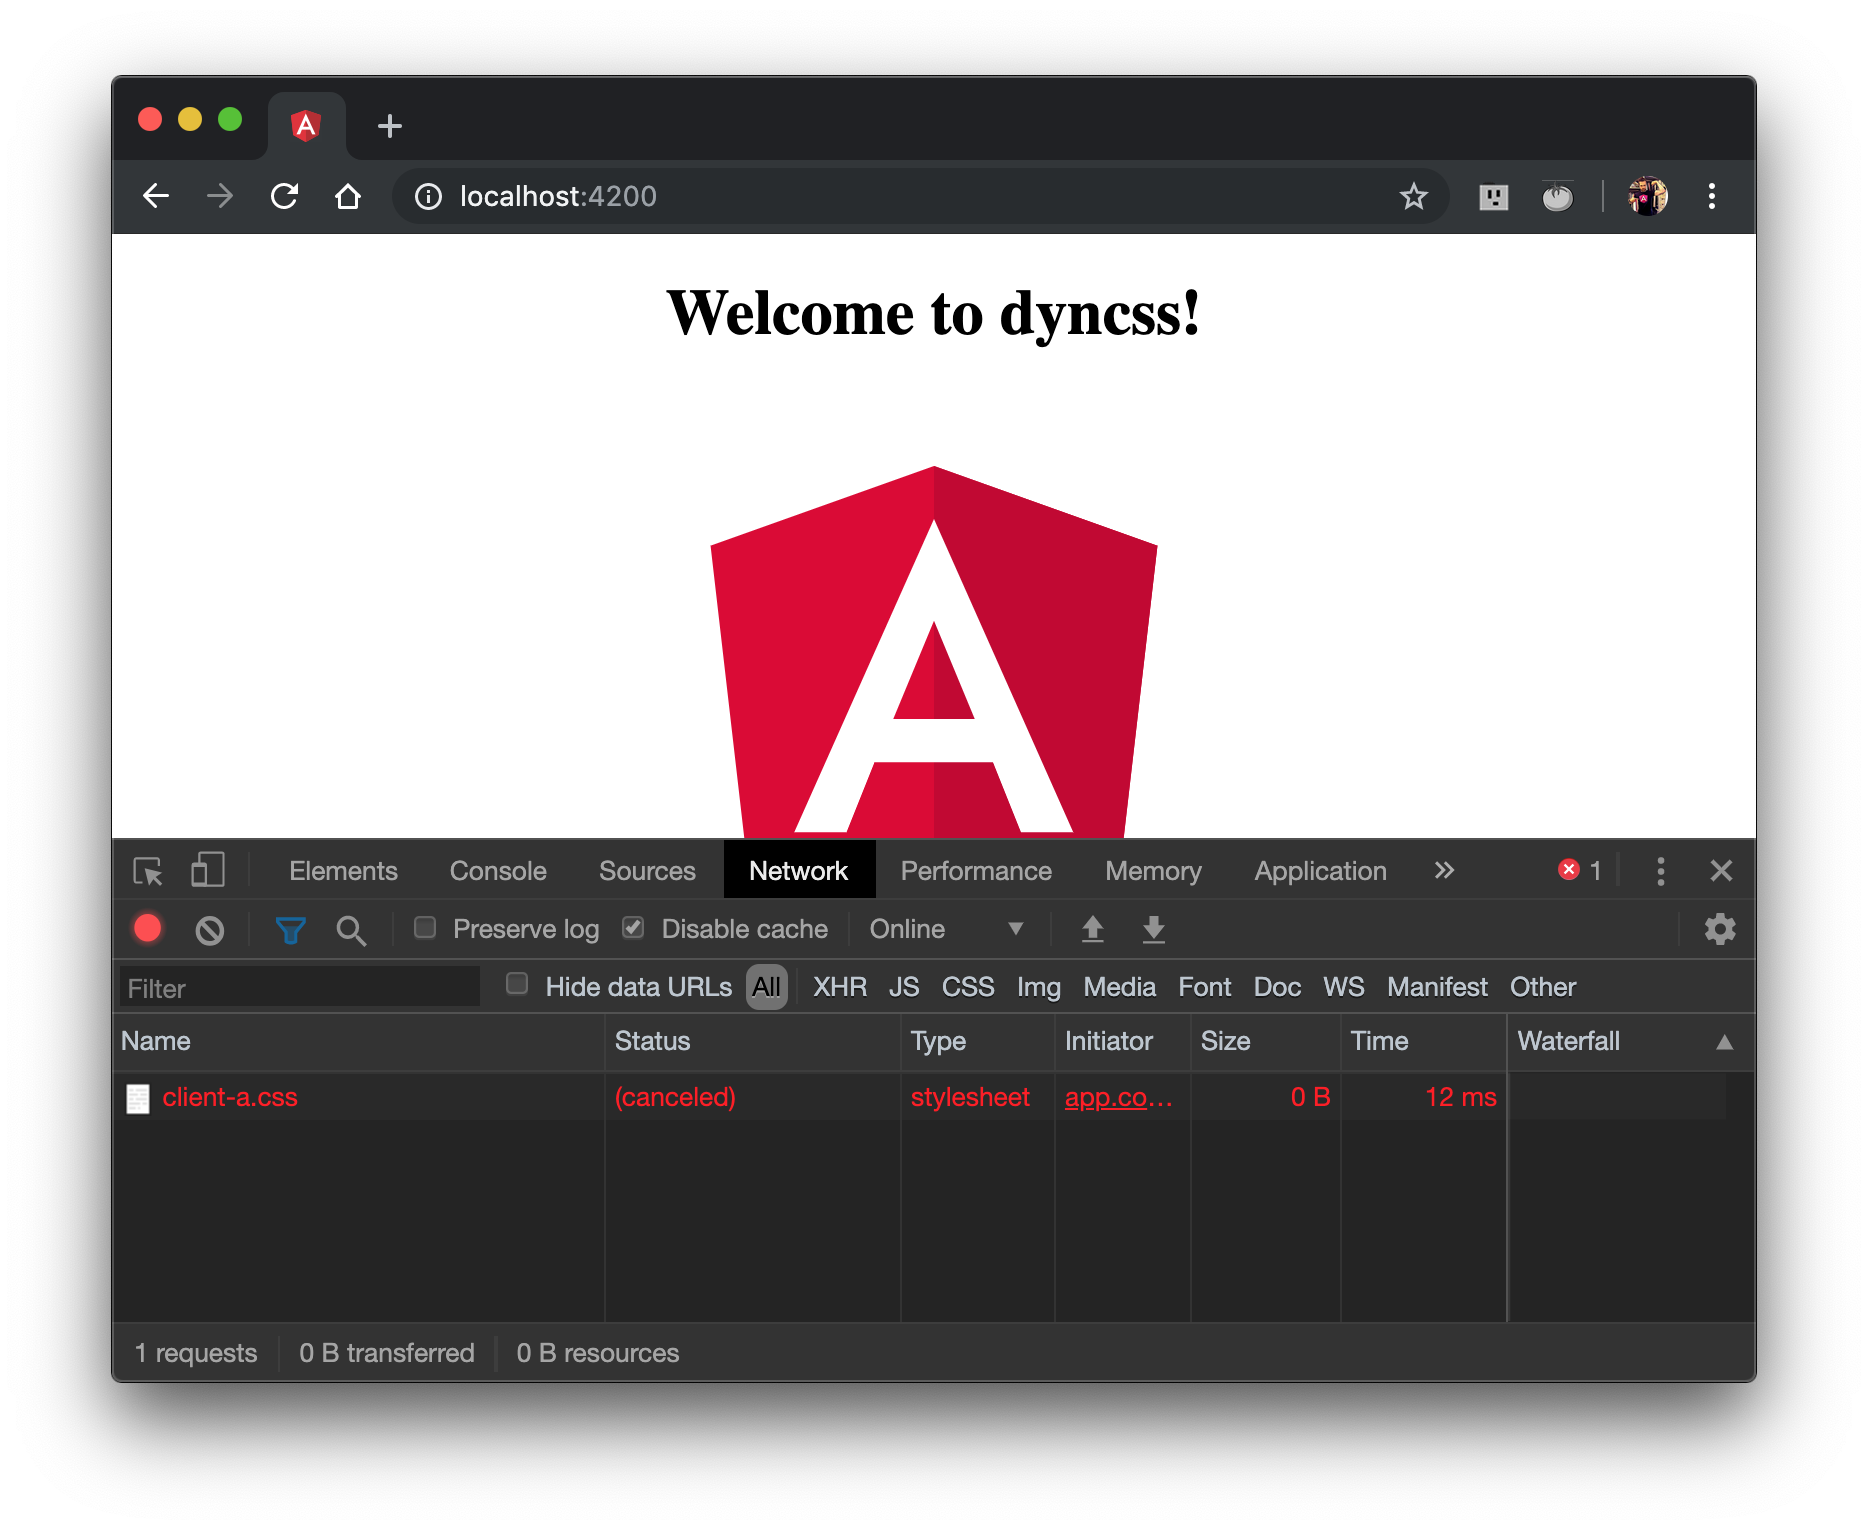 localhost:4200
Welcome to dyncss!
Elements Console Sources Network Performance Memory Application » 1
Preserve log Disable cache Online
Filter Hide data URLs All XHR JS CSS Img Media Font Doc WS Manifest Other
Name Status Type Initiator Size Time Waterfall
client-a.css (canceled) stylesheet app.co… 0 B 12 ms
1 requests 0 B transferred 0 B resources